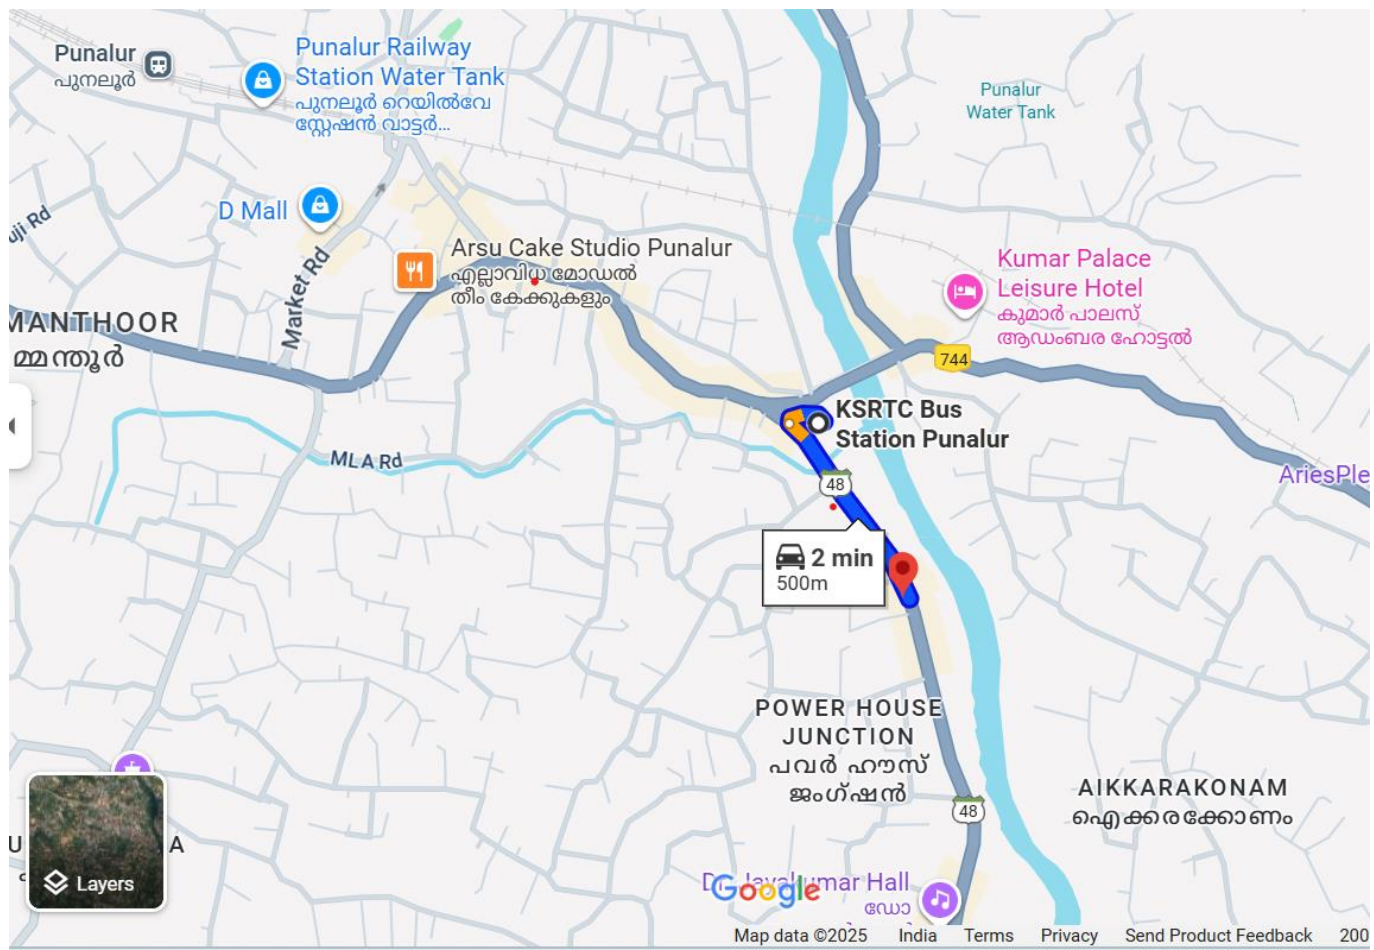 Punalur
പുനലൂർ
Punalur Railway
Station Water Tank
പുനലൂർ റെയിൽവേ
സ്റ്റേഷൻ വാട്ടർ...
Punalur
Water Tank
D Mall
Market Rd
Arsu Cake Studio Punalur
എല്ലാവിധ മോഡൽ
തീം കേക്കുകളും
Kumar Palace
Leisure Hotel
കുമാർ പാലസ്
ആഡംബര ഹോട്ടൽ
MANTHOOR
മ്മന്തൂർ
744
KSRTC Bus
Station Punalur
MLA Rd
48
2 min
500m
POWER HOUSE
JUNCTION
പവർ ഹൗസ്
ജംഗ്ഷൻ
48
AIKKARAKONAM
ഐക്കരക്കോണം
Layers
Google
Hall
ഡോ
Map data ©2025 India Terms Privacy Send Product Feedback 200